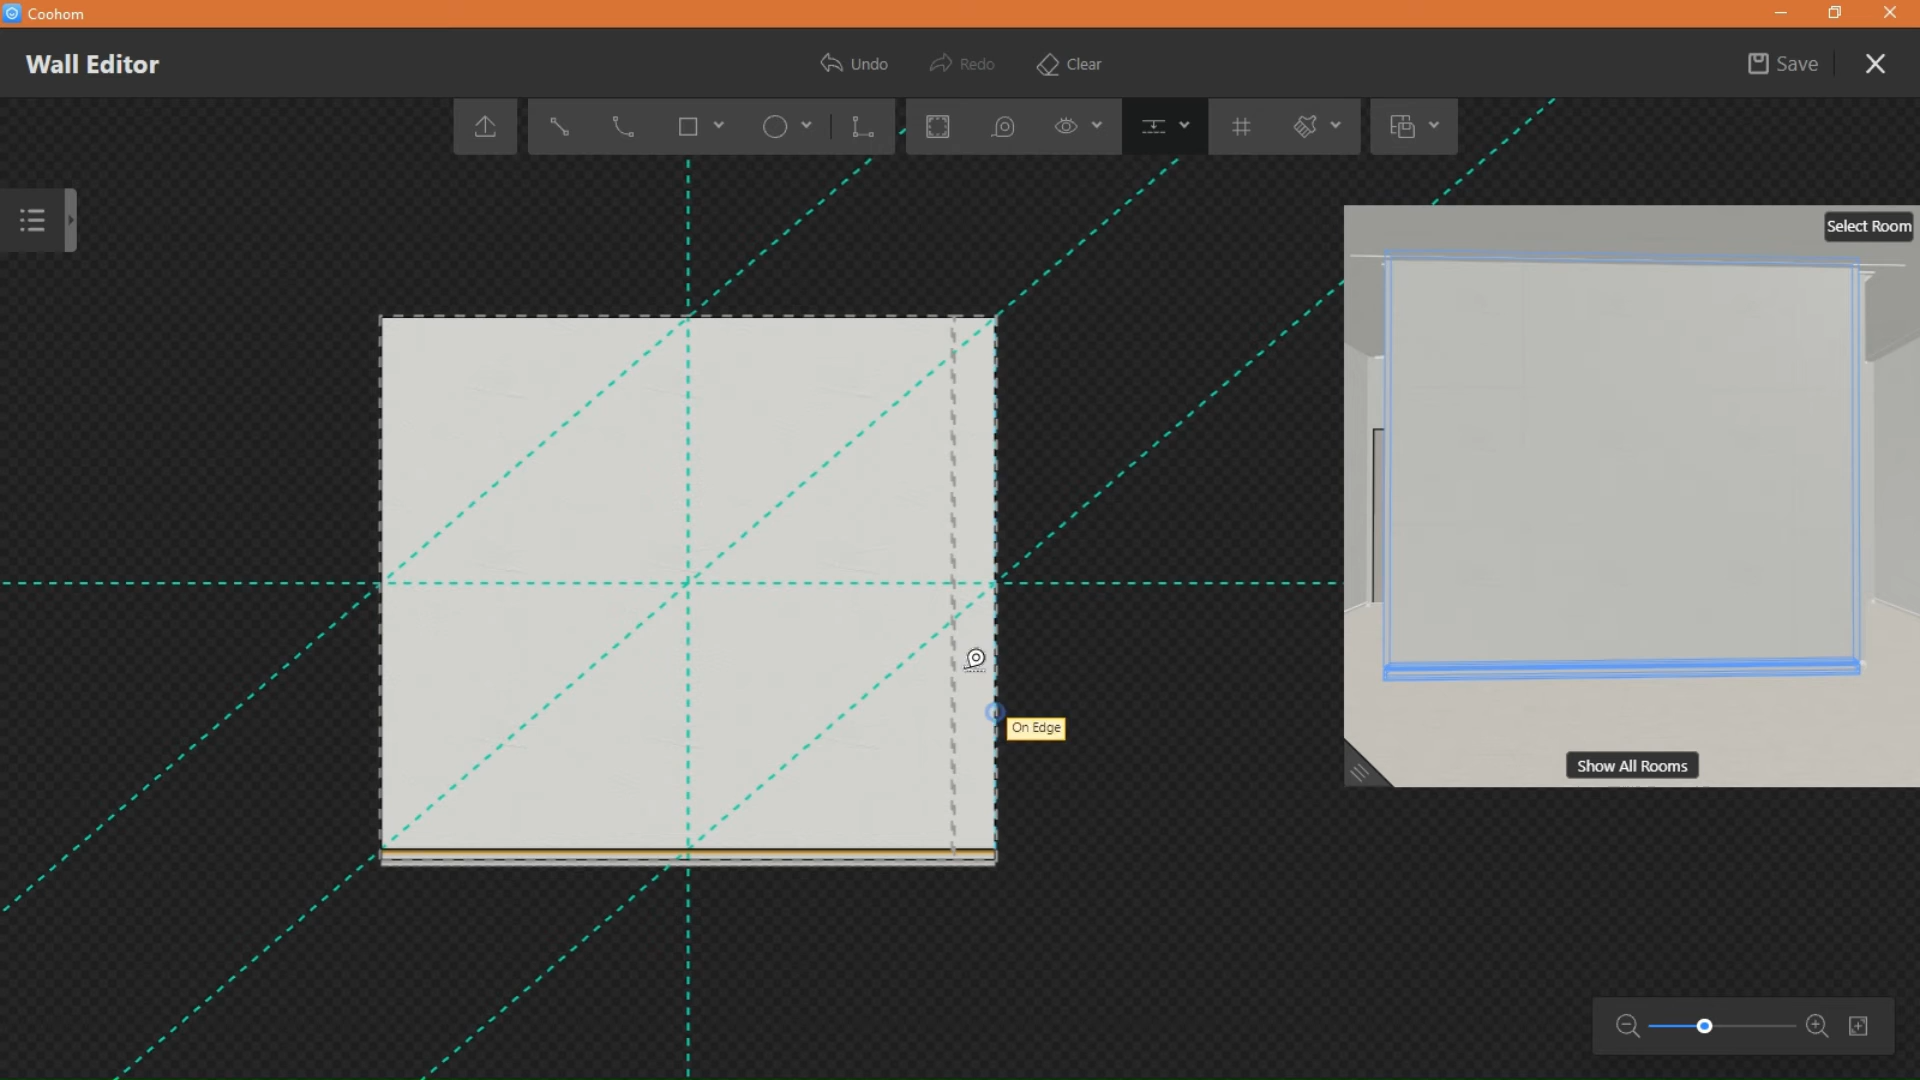 Coohom
Wall Editor
Undo
Redo
Clear
Save
Select Room
On Edge
Show All Rooms